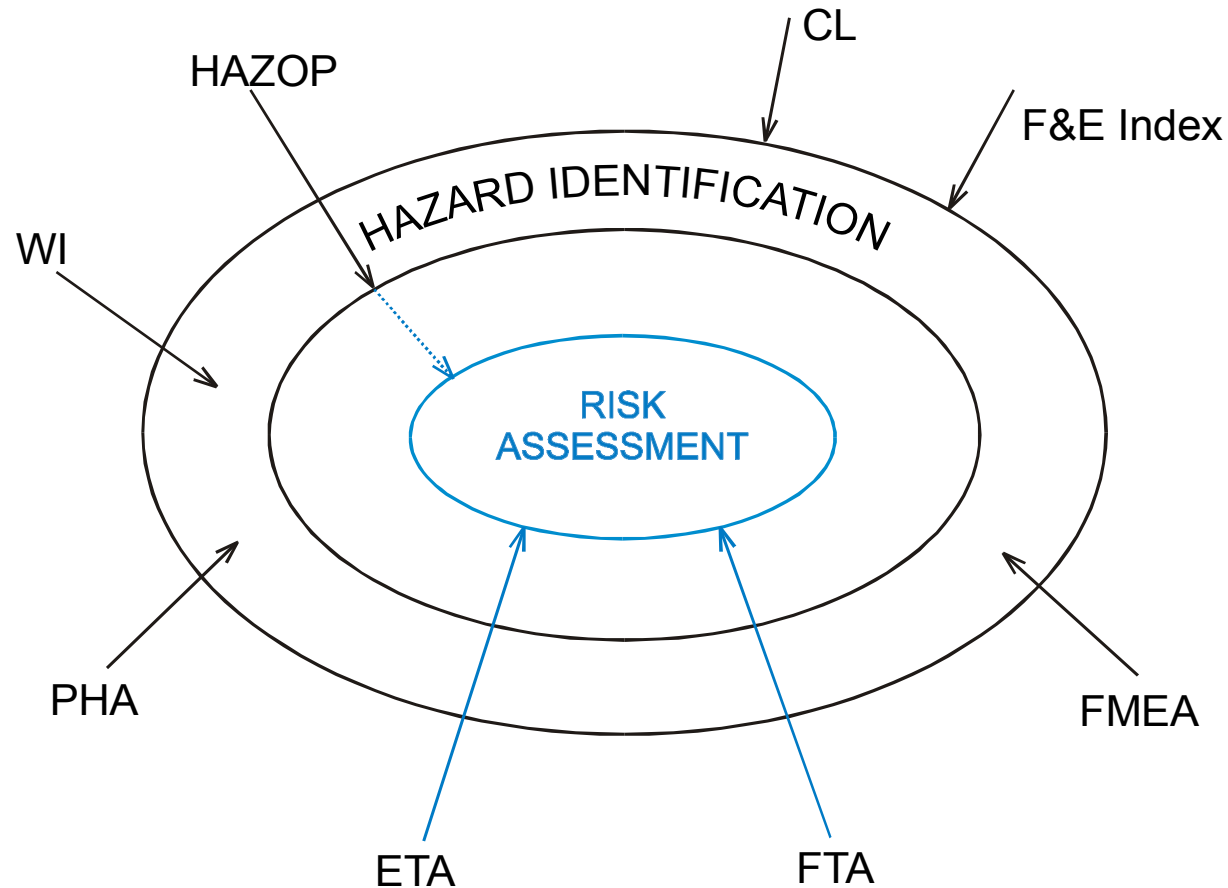 CL
HAZOP
F&E Index
HAZARD IDENTIFICATION
WI
RISK
ASSESSMENT
PHA
FMEA
ETA
FTA